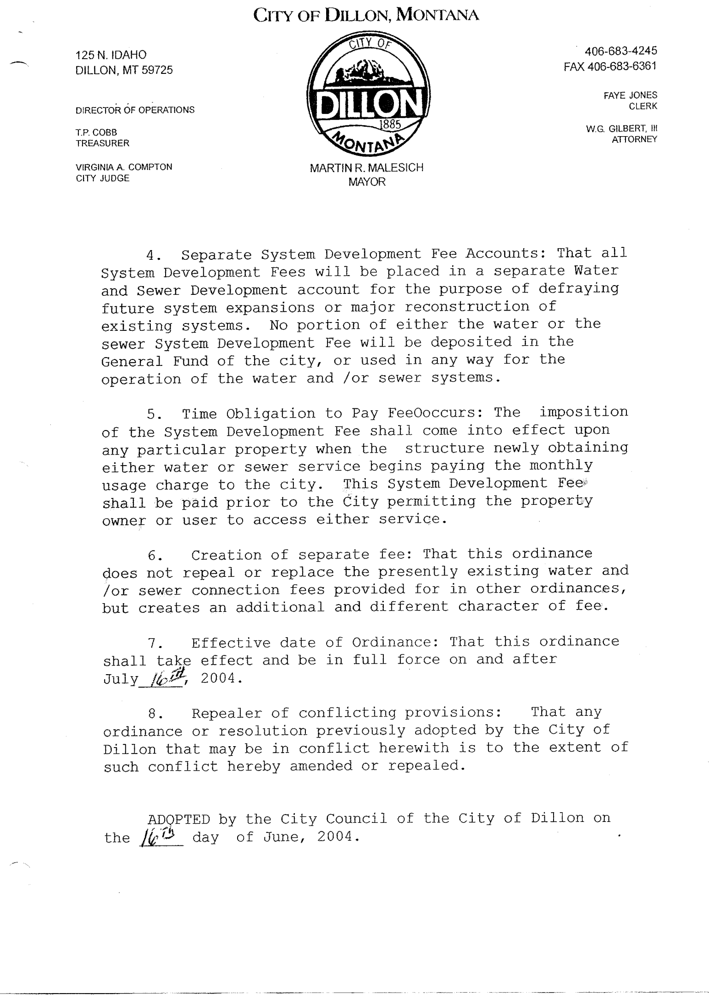 CITY OF DILLON, MONTANA
125 N. IDAHO
DILLON, MT 59725
DIRECTOR OF OPERATIONS
T.P. COBB
TREASURER
VIRGINIA A. COMPTON
CITY JUDGE
CITY OF
DILLON
1885
MONTANA
MARTIN R. MALESICH
MAYOR
406-683-4245
FAX 406-683-6361
FAYE JONES
CLERK
W.G. GILBERT, III
ATTORNEY
4. Separate System Development Fee Accounts: That all
System Development Fees will be placed in a separate Water
and Sewer Development account for the purpose of defraying
future system expansions or major reconstruction of
existing systems. No portion of either the water or the
sewer System Development Fee will be deposited in the
General Fund of the city, or used in any way for the
operation of the water and /or sewer systems.
5. Time Obligation to Pay FeeOoccurs: The imposition
of the System Development Fee shall come into effect upon
any particular property when the structure newly obtaining
either water or sewer service begins paying the monthly
usage charge to the city. This System Development Fee
shall be paid prior to the City permitting the property
owner or user to access either service.
6. Creation of separate fee: That this ordinance
does not repeal or replace the presently existing water and
/or sewer connection fees provided for in other ordinances,
but creates an additional and different character of fee.
7. Effective date of Ordinance: That this ordinance
shall take effect and be in full force on and after
July 16th, 2004.
8. Repealer of conflicting provisions: That any
ordinance or resolution previously adopted by the City of
Dillon that may be in conflict herewith is to the extent of
such conflict hereby amended or repealed.
ADOPTED by the City Council of the City of Dillon on
the 16th day of June, 2004.